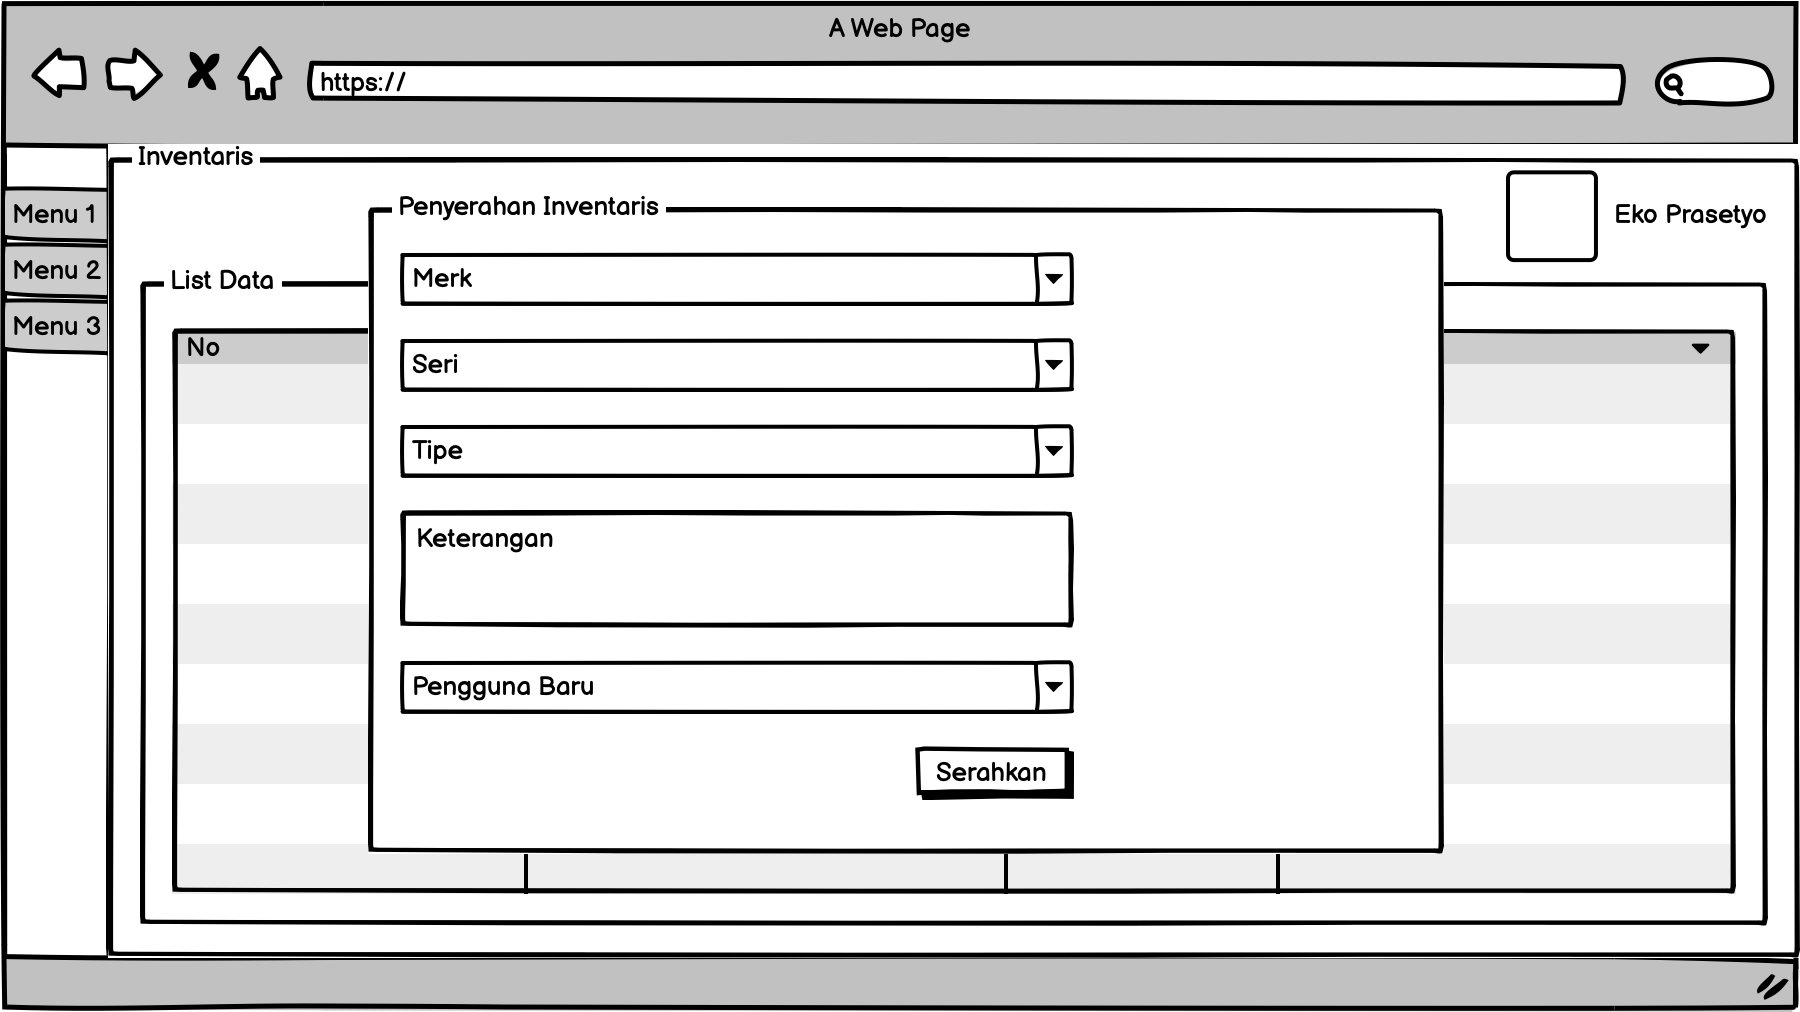 A Web Page
https://
Inventaris
Menu 1
Menu 2
Menu 3
Eko Prasetyo
List Data
No
Penyerahan Inventaris
Merk
Seri
Tipe
Keterangan
Pengguna Baru
Serahkan